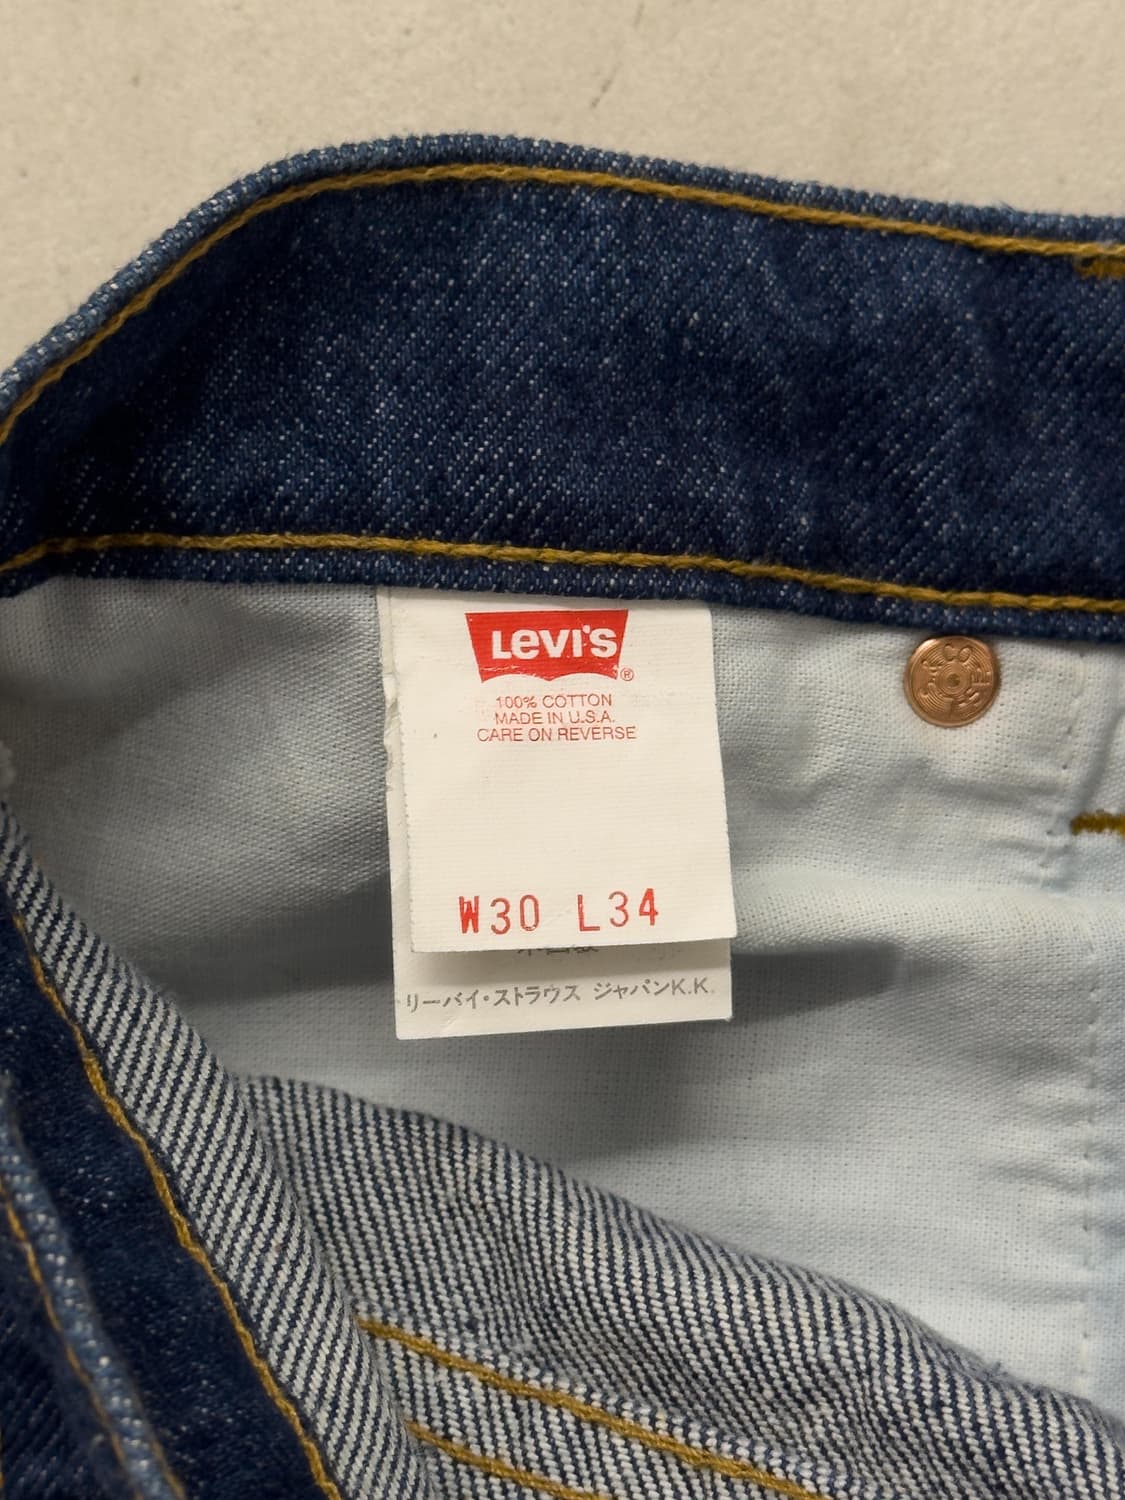 LEVI'S ®
100% COTTON
MADE IN U.S.A.
CARE ON REVERSE
W30 L34
リーバイ・ストラウス ジャパンK.K.